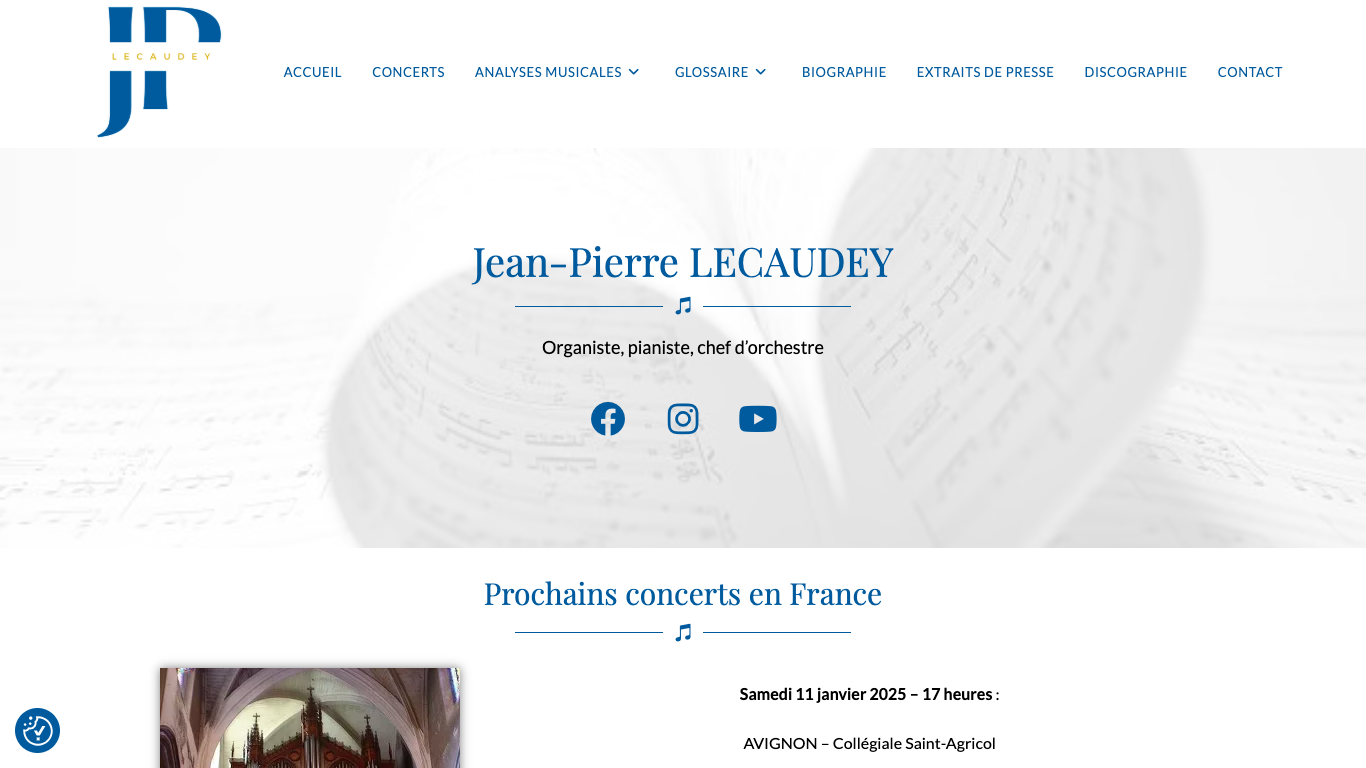 LECAUDEY
ACCUEIL CONCERTS ANALYSES MUSICALES GLOSSAIRE BIOGRAPHIE EXTRAITS DE PRESSE DISCOGRAPHIE CONTACT
Jean-Pierre LECAUDEY
Organiste, pianiste, chef d’orchestre
Prochains concerts en France
Samedi 11 janvier 2025 – 17 heures :
AVIGNON – Collégiale Saint-Agricol